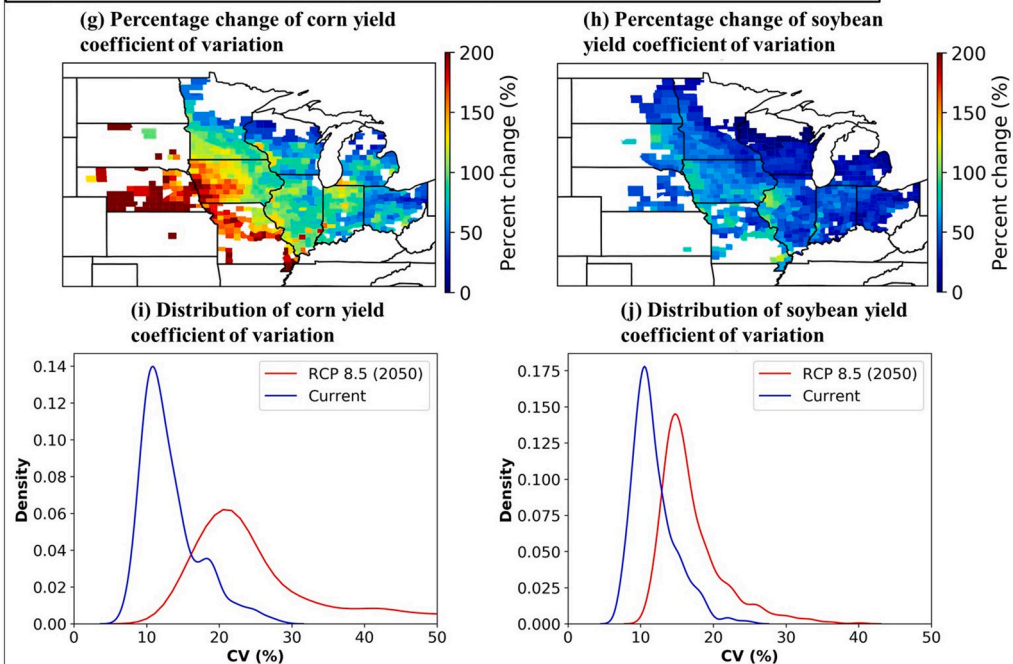 (g) Percentage change of corn yield
coefficient of variation
200
150
100
50
0
Percent change (%)
(h) Percentage change of soybean
yield coefficient of variation
200
150
100
50
0
Percent change (%)
(i) Distribution of corn yield
coefficient of variation
RCP 8.5 (2050)
Current
0.14
0.12
0.10
0.08
0.06
0.04
0.02
0.00
Density
0
10
20
30
40
50
CV (%)
(j) Distribution of soybean yield
coefficient of variation
RCP 8.5 (2050)
Current
0.175
0.150
0.125
0.100
0.075
0.050
0.025
0.000
Density
0
10
20
30
40
50
CV (%)